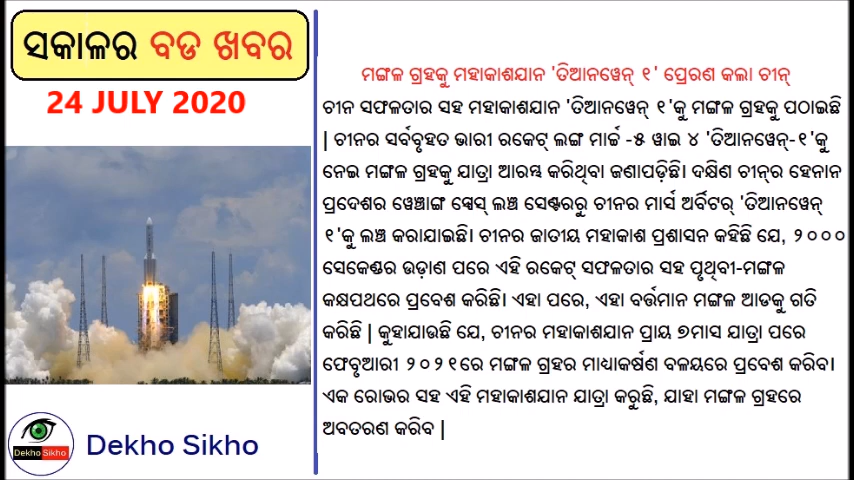 ସକାଳର ବଡ ଖବର
24 JULY 2020
Dekho Sikho
Dekho Sikho
ମଙ୍ଗଳ ଗ୍ରହକୁ ମହାକାଶଯାନ 'ତିଆନୱେନ୍ ୧' ପ୍ରେରଣ କଲା ଚୀନ୍
ଚୀନ ସଫଳତାର ସହ ମହାକାଶଯାନ 'ତିଆନୱେନ୍ ୧'କୁ ମଙ୍ଗଳ ଗ୍ରହକୁ ପଠାଇଛି
| ଚୀନର ସର୍ବବୃହତ ଭାରୀ ରକେଟ୍ ଲଙ୍ଗ ମାର୍ଚ୍ଚ -୫ ୱାଇ ୪ 'ତିଆନୱେନ୍-୧'କୁ
ନେଇ ମଙ୍ଗଳ ଗ୍ରହକୁ ଯାତ୍ରା ଆରମ୍ଭ କରିଥିବା ଜଣାପଡ଼ିଛି। ଦକ୍ଷିଣ ଚୀନ୍‌ର ହେନାନ
ପ୍ରଦେଶର ୱେଞ୍ଚାଙ୍ଗ ସ୍ପେସ୍ ଲଞ୍ଚ ସେଣ୍ଟରରୁ ଚୀନର ମାର୍ସ ଅର୍ବିଟର୍ 'ତିଆନୱେନ୍
୧'କୁ ଲଞ୍ଚ କରାଯାଇଛି। ଚୀନର ଜାତୀୟ ମହାକାଶ ପ୍ରଶାସନ କହିଛି ଯେ, ୨୦୦୦
ସେକେଣ୍ଡର ଉଡ଼ାଣ ପରେ ଏହି ରକେଟ୍ ସଫଳତାର ସହ ପୃଥିବୀ-ମଙ୍ଗଳ
କକ୍ଷପଥରେ ପ୍ରବେଶ କରିଛି। ଏହା ପରେ, ଏହା ବର୍ତ୍ତମାନ ମଙ୍ଗଳ ଆଡକୁ ଗତି
କରିଛି | କୁହାଯାଉଛି ଯେ, ଚୀନର ମହାକାଶଯାନ ପ୍ରାୟ ୭ମାସ ଯାତ୍ରା ପରେ
ଫେବୃଆରୀ ୨୦୨୧ରେ ମଙ୍ଗଳ ଗ୍ରହର ମାଧ୍ୟାକର୍ଷଣ ବଳୟରେ ପ୍ରବେଶ କରିବ।
ଏକ ରୋଭର ସହ ଏହି ମହାକାଶଯାନ ଯାତ୍ରା କରୁଛି, ଯାହା ମଙ୍ଗଳ ଗ୍ରହରେ
ଅବତରଣ କରିବ |